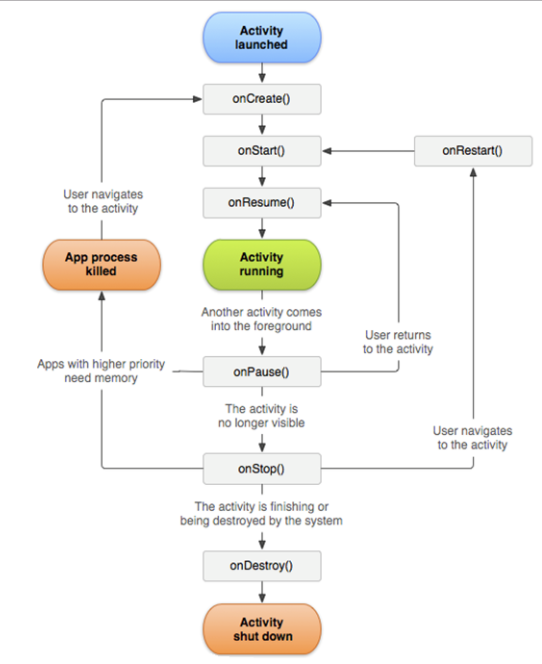 Activity
launched
onCreate()
onStart()
onRestart()
User navigates
to the activity
onResume()
App process
killed
Activity
running
Another activity comes
into the foreground
User returns
to the activity
Apps with higher priority
need memory
onPause()
The activity is
no longer visible
User navigates
to the activity
onStop()
The activity is finishing or
being destroyed by the system
onDestroy()
Activity
shut down